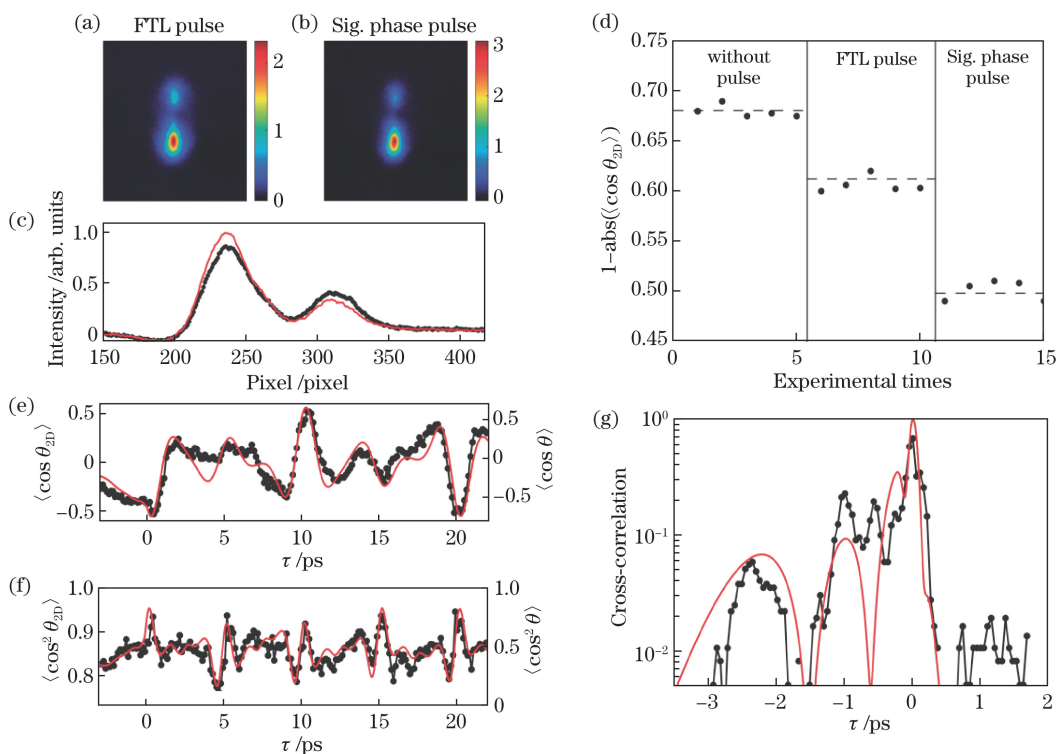 (a) FTL pulse
2
1
0
(b) Sig. phase pulse
3
2
1
0
(c)
Intensity /arb. units
1.0
0.5
0
150 200 250 300 350 400
Pixel /pixel
(d)
1−abs(⟨cos θ2D⟩)
0.75
0.70
0.65
0.60
0.55
0.50
0.45
without
pulse
FTL pulse
Sig. phase
pulse
0 5 10 15
Experimental times
(e)
⟨cos θ2D⟩
0.5
0
−0.5
0.5
0
−0.5
⟨cos θ⟩
0 5 10 15 20
τ /ps
(f)
⟨cos² θ2D⟩
1.0
0.9
0.8
1.0
0.5
0
⟨cos² θ⟩
0 5 10 15 20
τ /ps
(g)
Cross-correlation
10⁰
10⁻¹
10⁻²
−3 −2 −1 0 1 2
τ /ps